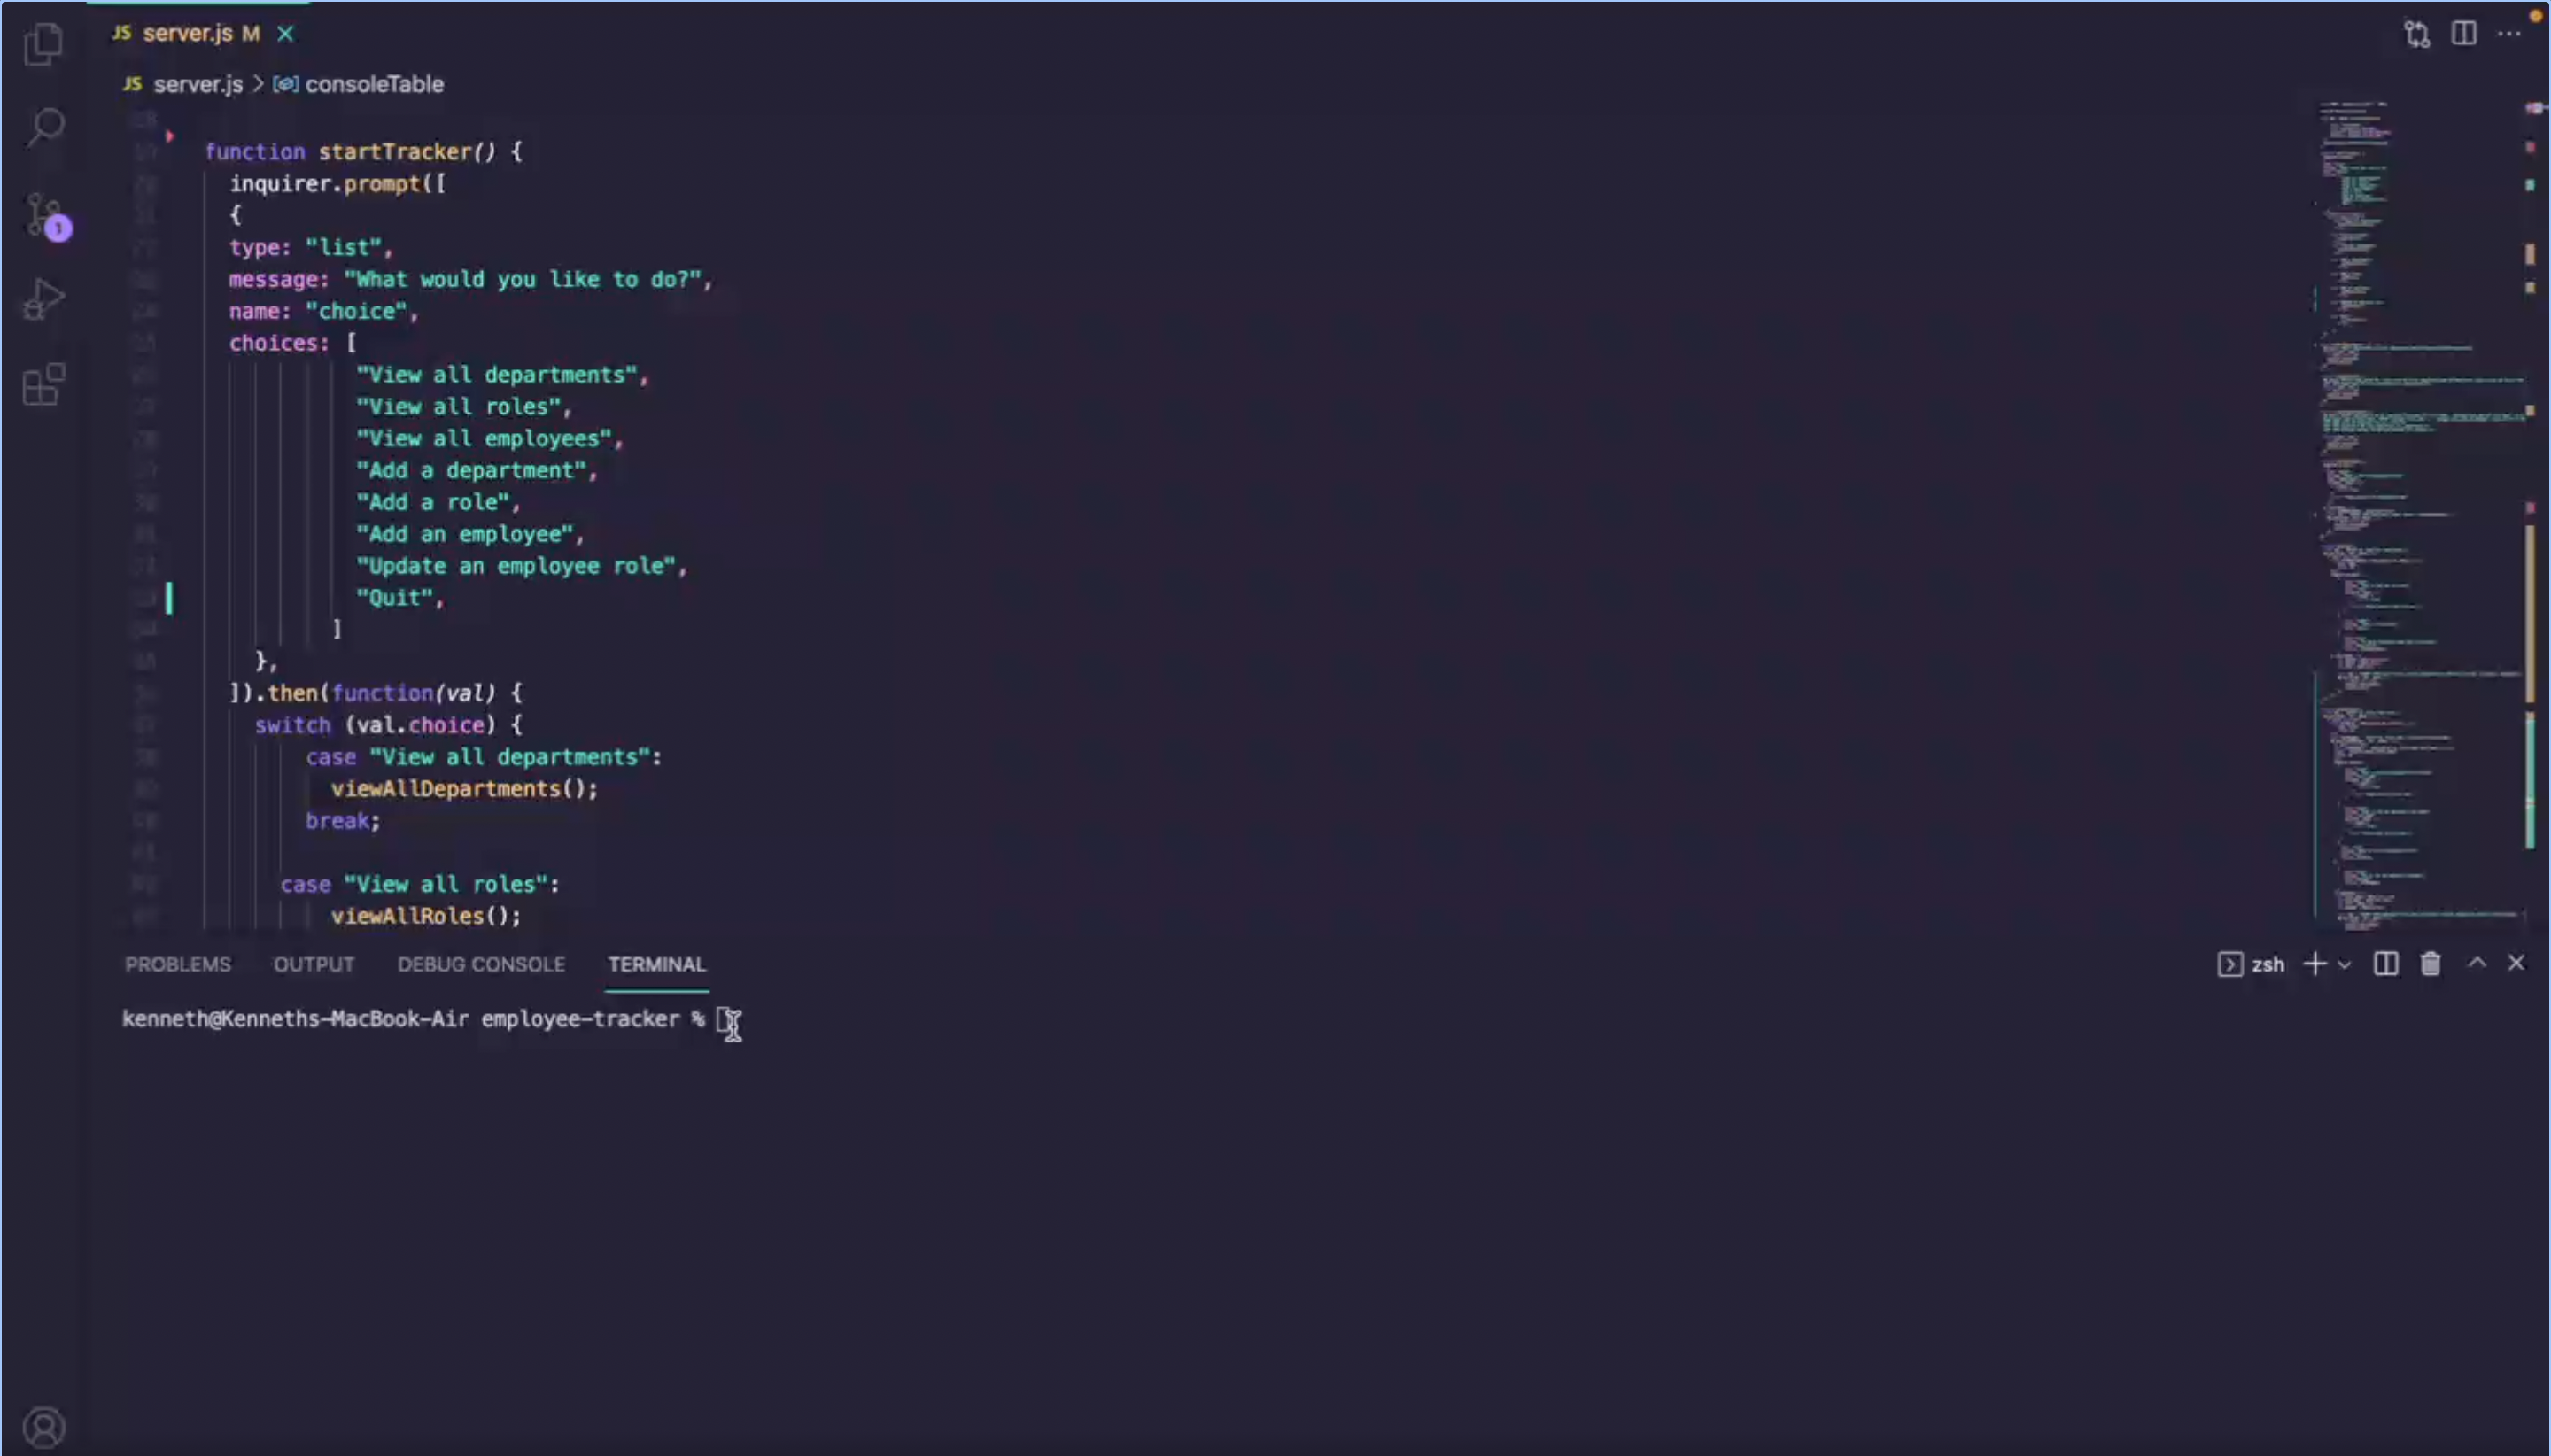 JS server.js M
JS server.js > consoleTable
function startTracker() {
inquirer.prompt([
{
type: "list",
message: "What would you like to do?",
name: "choice",
choices: [
"View all departments",
"View all roles",
"View all employees",
"Add a department",
"Add a role",
"Add an employee",
"Update an employee role",
"Quit",
]
},
]).then(function(val) {
switch (val.choice) {
case "View all departments":
viewAllDepartments();
break;
case "View all roles":
viewAllRoles();
1
PROBLEMS OUTPUT DEBUG CONSOLE TERMINAL zsh
kenneth@Kenneths-MacBook-Air employee-tracker %